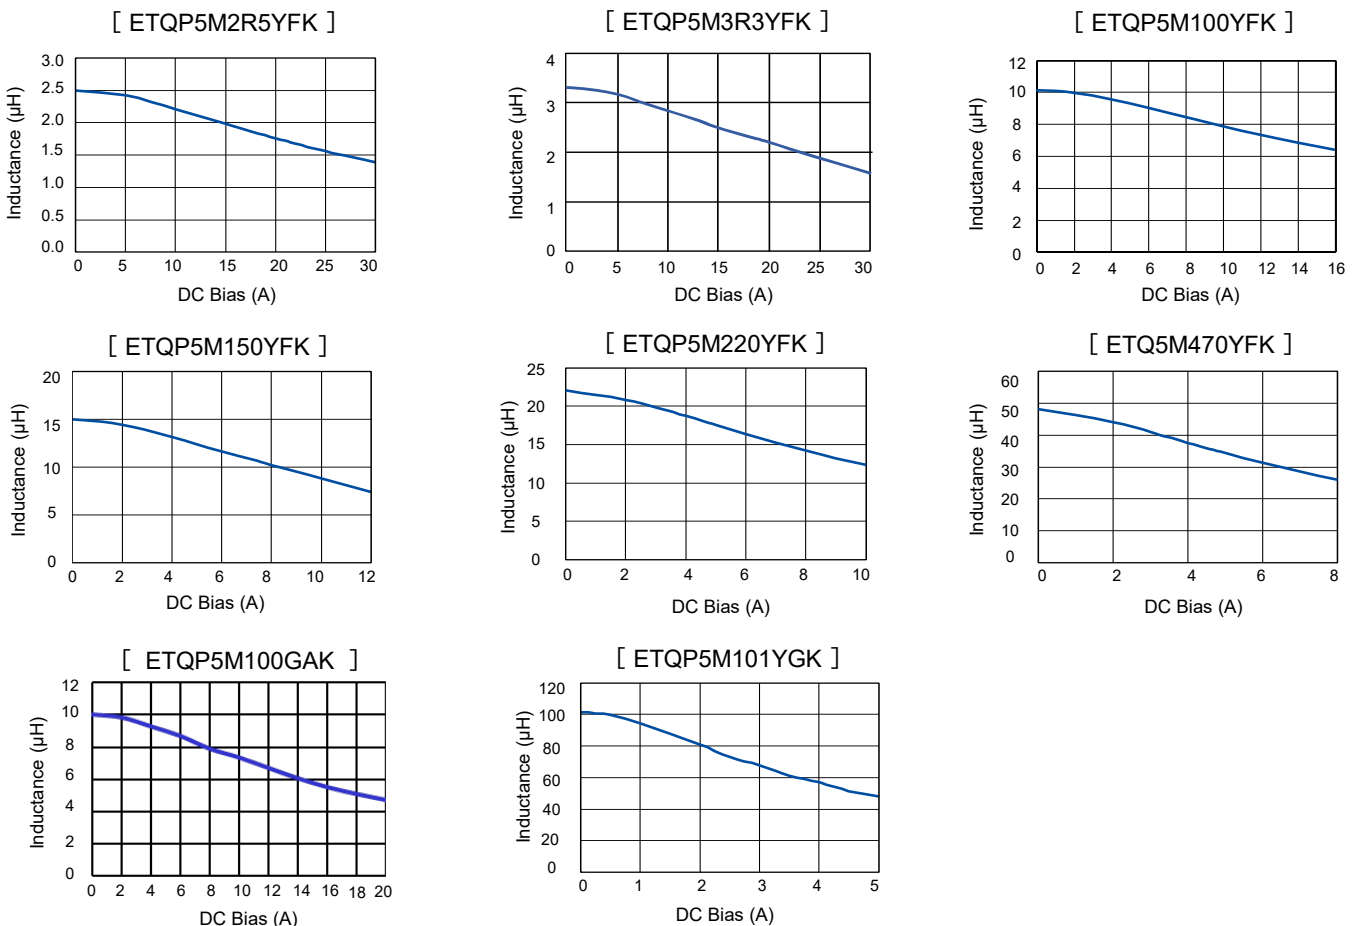 [ ETQP5M2R5YFK ]
Inductance (µH)
3.0
2.5
2.0
1.5
1.0
0.5
0.0
0 5 10 15 20 25 30
DC Bias (A)
[ ETQP5M3R3YFK ]
Inductance (µH)
4
3
2
1
0
0 5 10 15 20 25 30
DC Bias (A)
[ ETQP5M100YFK ]
Inductance (µH)
12
10
8
6
4
2
0
0 2 4 6 8 10 12 14 16
DC Bias (A)
[ ETQP5M150YFK ]
Inductance (µH)
20
15
10
5
0
0 2 4 6 8 10 12
DC Bias (A)
[ ETQP5M220YFK ]
Inductance (µH)
25
20
15
10
5
0
0 2 4 6 8 10
DC Bias (A)
[ ETQ5M470YFK ]
Inductance (µH)
60
50
40
30
20
10
0
0 2 4 6 8
DC Bias (A)
[ ETQP5M100GAK ]
Inductance (µH)
12
10
8
6
4
2
0
0 2 4 6 8 10 12 14 16 18 20
DC Bias (A)
[ ETQP5M101YGK ]
Inductance (µH)
120
100
80
60
40
20
0
0 1 2 3 4 5
DC Bias (A)